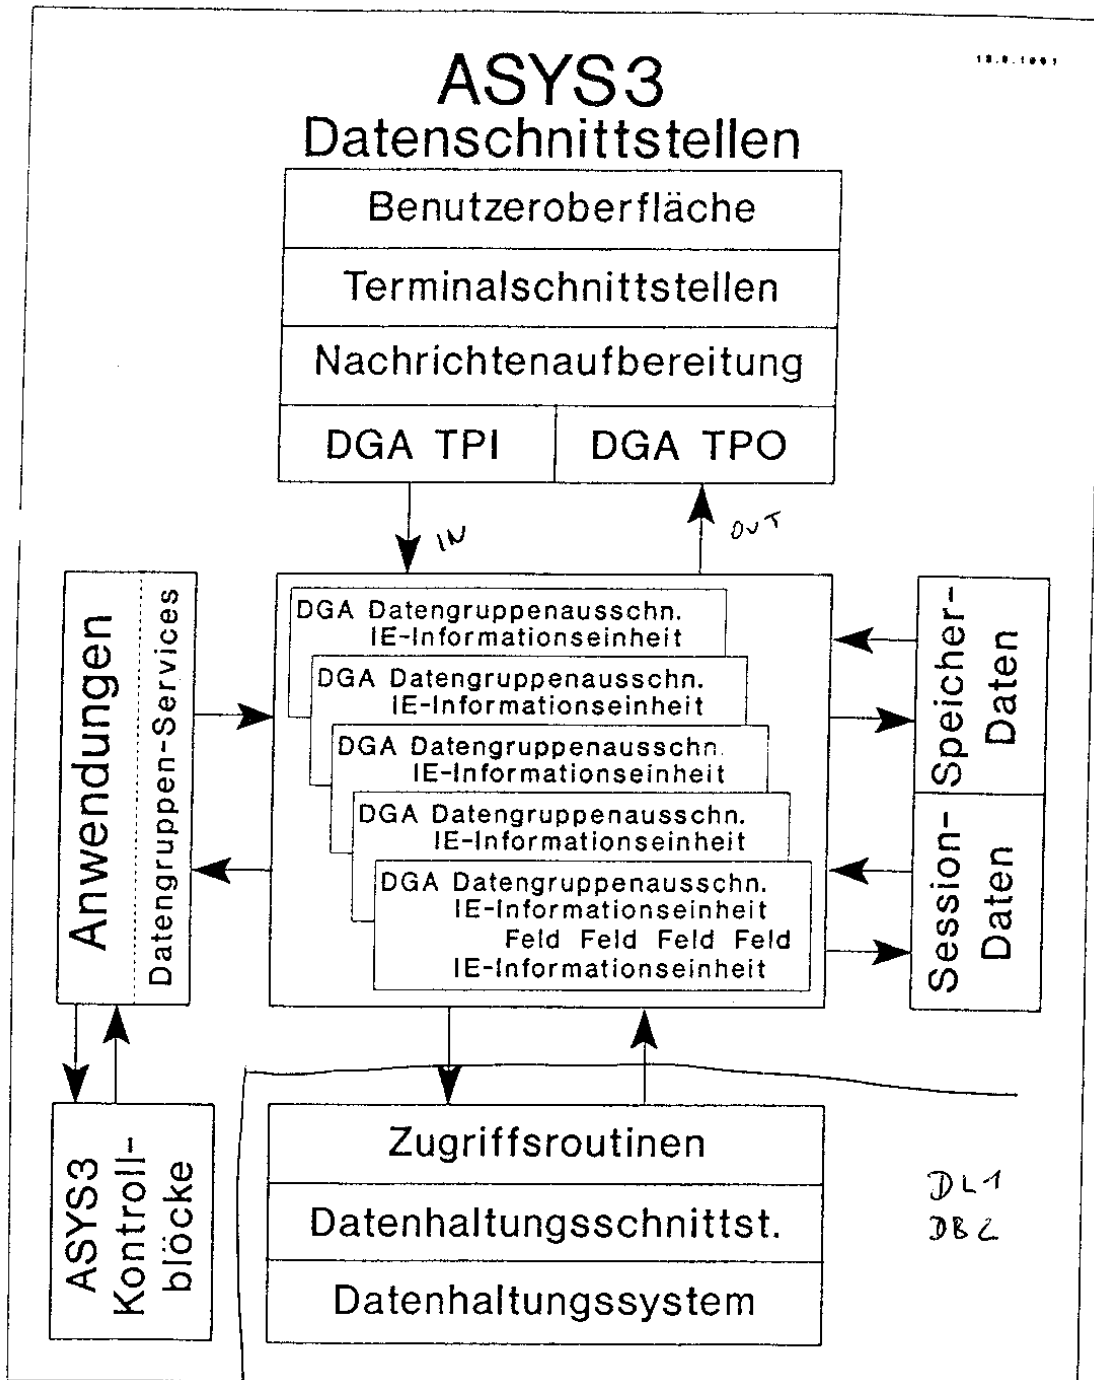 ASYS3
Datenschnittstellen
Benutzeroberfläche
Terminalschnittstellen
Nachrichtenaufbereitung
DGA TPI
DGA TPO
IN
OUT
Anwendungen
Datengruppen-Services
DGA Datengruppenausschn.
IE-Informationseinheit
DGA Datengruppenausschn.
IE-Informationseinheit
DGA Datengruppenausschn.
IE-Informationseinheit
DGA Datengruppenausschn.
IE-Informationseinheit
DGA Datengruppenausschn.
IE-Informationseinheit
Feld Feld Feld Feld
IE-Informationseinheit
Speicher-
Daten
Session-
Daten
ASYS3
Kontroll-
blöcke
Zugriffsroutinen
Datenhaltungsschnittst.
Datenhaltungssystem
DL1
DB2